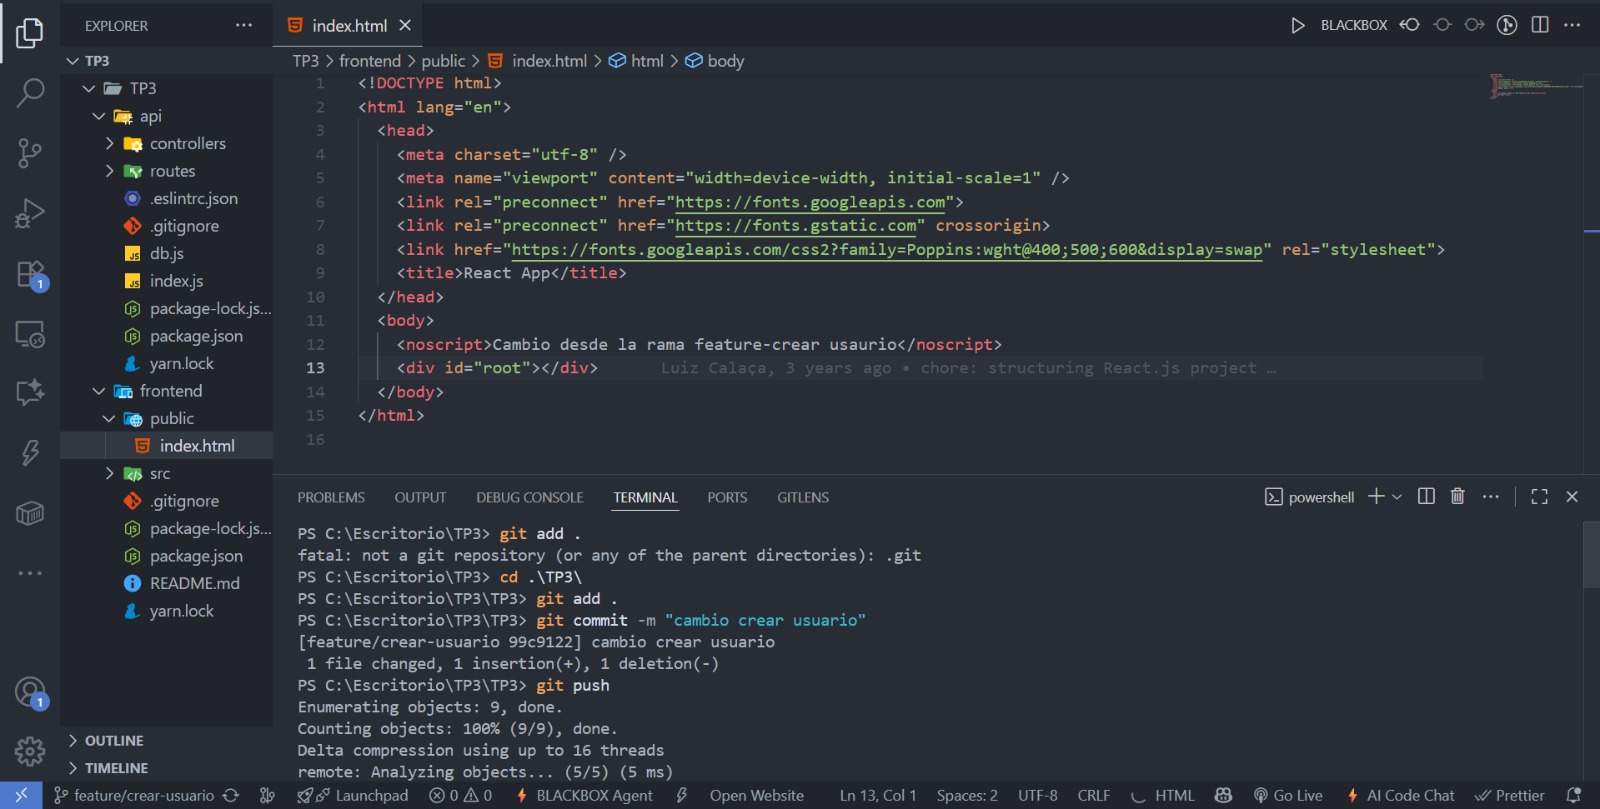 EXPLORER
TP3
TP3
api
controllers
routes
.eslintrc.json
.gitignore
db.js
index.js
package-lock.js...
package.json
yarn.lock
frontend
public
index.html
src
.gitignore
package-lock.js...
package.json
README.md
yarn.lock
OUTLINE
TIMELINE
1
1
index.html
BLACKBOX
TP3 > frontend > public > index.html > html > body
1 <!DOCTYPE html>
2 <html lang="en">
3 <head>
4 <meta charset="utf-8" />
5 <meta name="viewport" content="width=device-width, initial-scale=1" />
6 <link rel="preconnect" href="https://fonts.googleapis.com">
7 <link rel="preconnect" href="https://fonts.gstatic.com" crossorigin>
8 <link href="https://fonts.googleapis.com/css2?family=Poppins:wght@400;500;600&display=swap" rel="stylesheet">
9 <title>React App</title>
10 </head>
11 <body>
12 <noscript>Cambio desde la rama feature-crear usaurio</noscript>
13 <div id="root"></div> Luiz Calaça, 3 years ago • chore: structuring React.js project …
14 </body>
15 </html>
16
PROBLEMS OUTPUT DEBUG CONSOLE TERMINAL PORTS GITLENS powershell
PS C:\Escritorio\TP3> git add .
fatal: not a git repository (or any of the parent directories): .git
PS C:\Escritorio\TP3> cd .\TP3\
PS C:\Escritorio\TP3\TP3> git add .
PS C:\Escritorio\TP3\TP3> git commit -m "cambio crear usuario"
[feature/crear-usuario 99c9122] cambio crear usuario
1 file changed, 1 insertion(+), 1 deletion(-)
PS C:\Escritorio\TP3\TP3> git push
Enumerating objects: 9, done.
Counting objects: 100% (9/9), done.
Delta compression using up to 16 threads
remote: Analyzing objects... (5/5) (5 ms)
feature/crear-usuario Launchpad 0 0 BLACKBOX Agent Open Website Ln 13, Col 1 Spaces: 2 UTF-8 CRLF HTML Go Live AI Code Chat Prettier